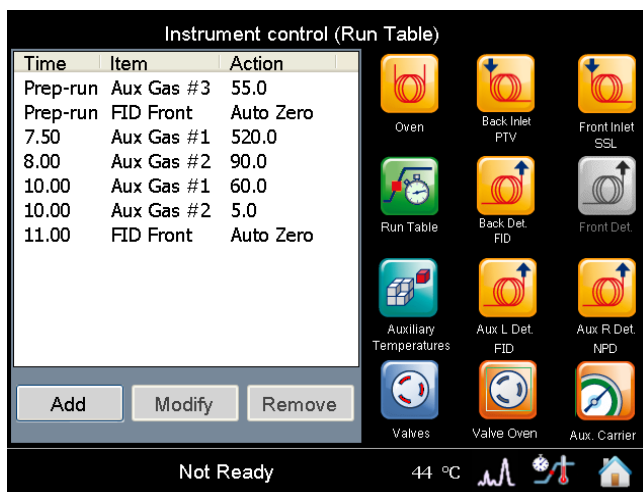 Instrument control (Run Table)
Time Item Action
Prep-run Aux Gas #3 55.0
Prep-run FID Front Auto Zero
7.50 Aux Gas #1 520.0
8.00 Aux Gas #2 90.0
10.00 Aux Gas #1 60.0
10.00 Aux Gas #2 5.0
11.00 FID Front Auto Zero
Add Modify Remove
Oven
Back Inlet
PTV
Front Inlet
SSL
Run Table
Back Det.
FID
Front Det.
Auxiliary
Temperatures
Aux L Det.
FID
Aux R Det.
NPD
Valves
Valve Oven
Aux. Carrier
Not Ready
44 °C